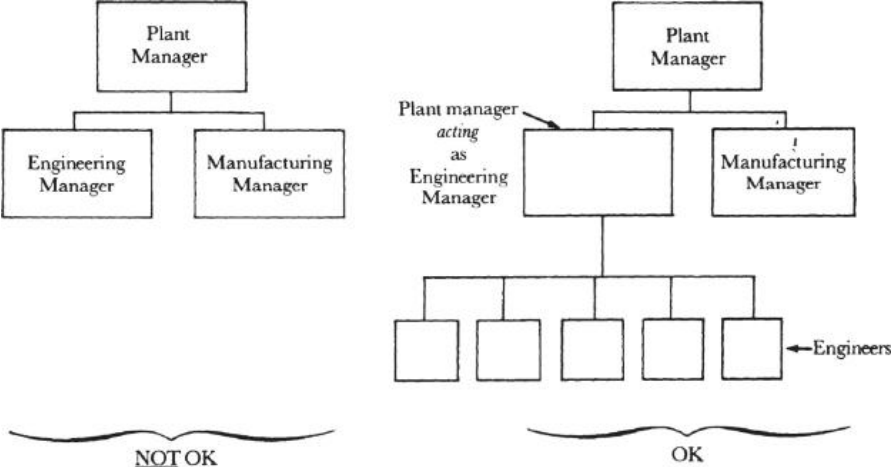 Plant
Manager
Engineering
Manager
Manufacturing
Manager
NOT OK
Plant
Manager
Plant manager
acting
as
Engineering
Manager
Manufacturing
Manager
Engineers
OK